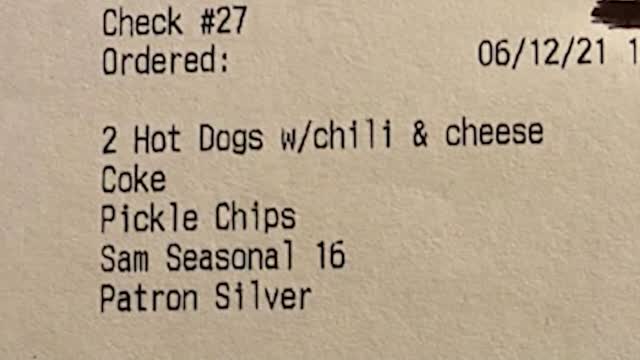 Check #27
Ordered: 06/12/21 1
2 Hot Dogs w/chili & cheese
Coke
Pickle Chips
Sam Seasonal 16
Patron Silver